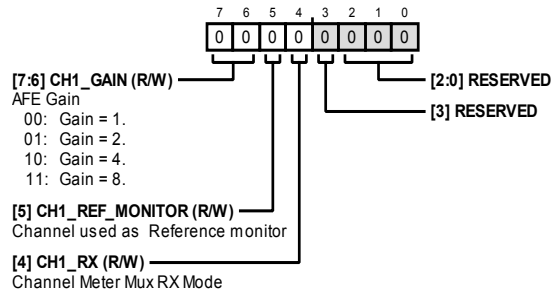 7 6 5 4 3 2 1 0
0 0 0 0 0 0 0 0
[7:6] CH1_GAIN (R/W)
AFE Gain
00: Gain = 1.
01: Gain = 2.
10: Gain = 4.
11: Gain = 8.
[5] CH1_REF_MONITOR (R/W)
Channel used as Reference monitor
[4] CH1_RX (R/W)
Channel Meter Mux RX Mode
[2:0] RESERVED
[3] RESERVED